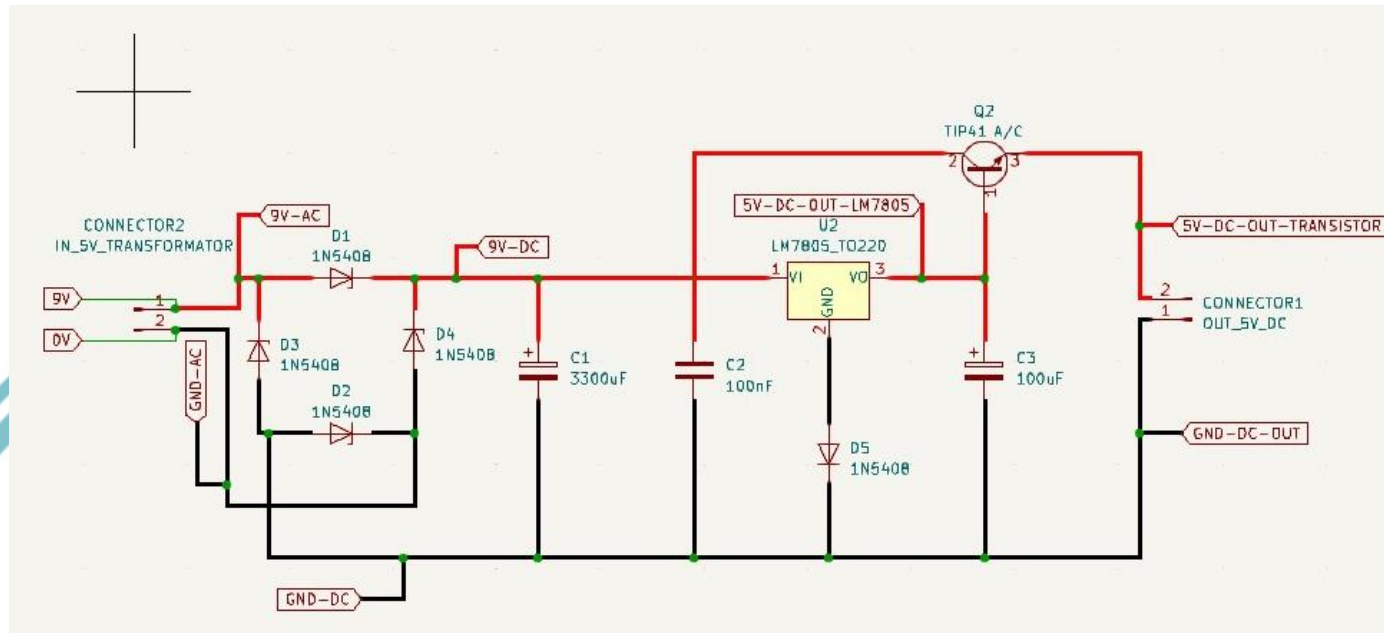 Q2
TIP41 A/C
2
3
1
9V-AC
5V-DC-OUT-LM7805
CONNECTOR2
IN_5V_TRANSFORMATOR
D1
1N5408
9V-DC
U2
LM7805_TO220
5V-DC-OUT-TRANSISTOR
1
VI
VO
3
GND
2
9V
1
0V
2
2
CONNECTOR1
1
OUT_5V_DC
GND-AC
D3
1N5408
D4
1N5408
+
C1
3300uF
C2
100nF
+
C3
100uF
D2
1N5408
D5
1N5408
GND-DC-OUT
GND-DC